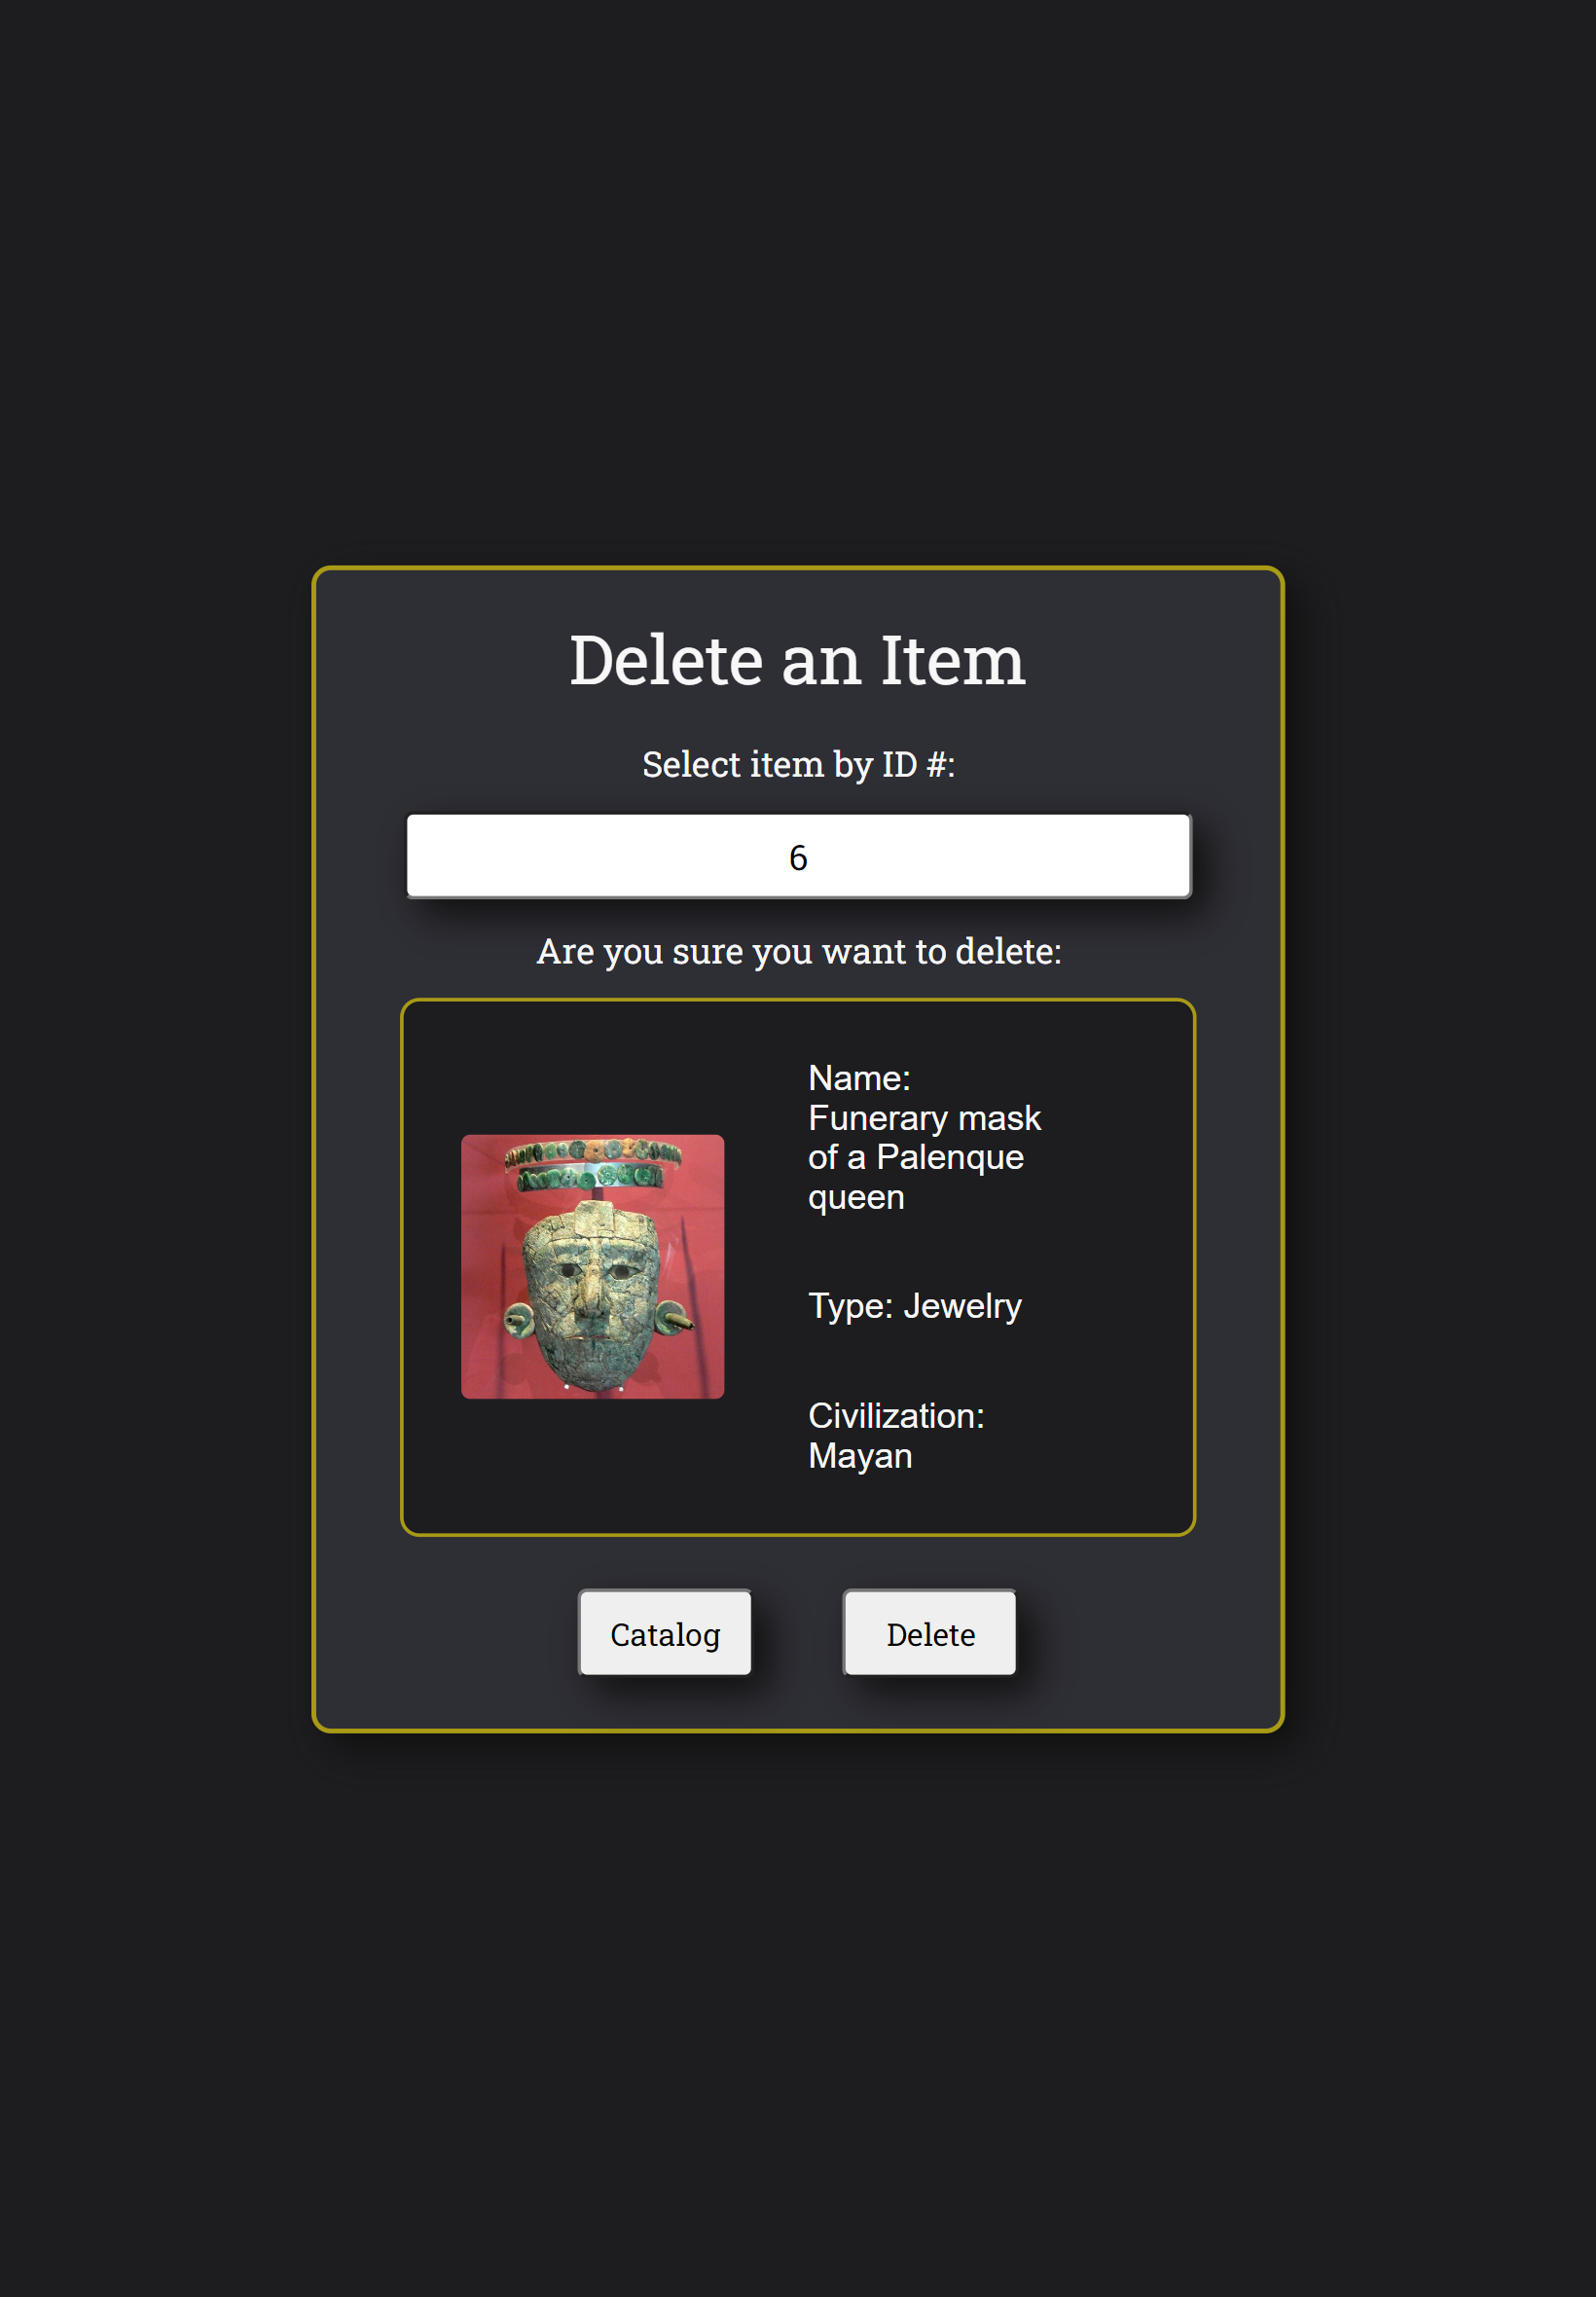 Delete an Item
Select item by ID #:
6
Are you sure you want to delete:
Name:
Funerary mask
of a Palenque
queen
Type: Jewelry
Civilization:
Mayan
Catalog
Delete